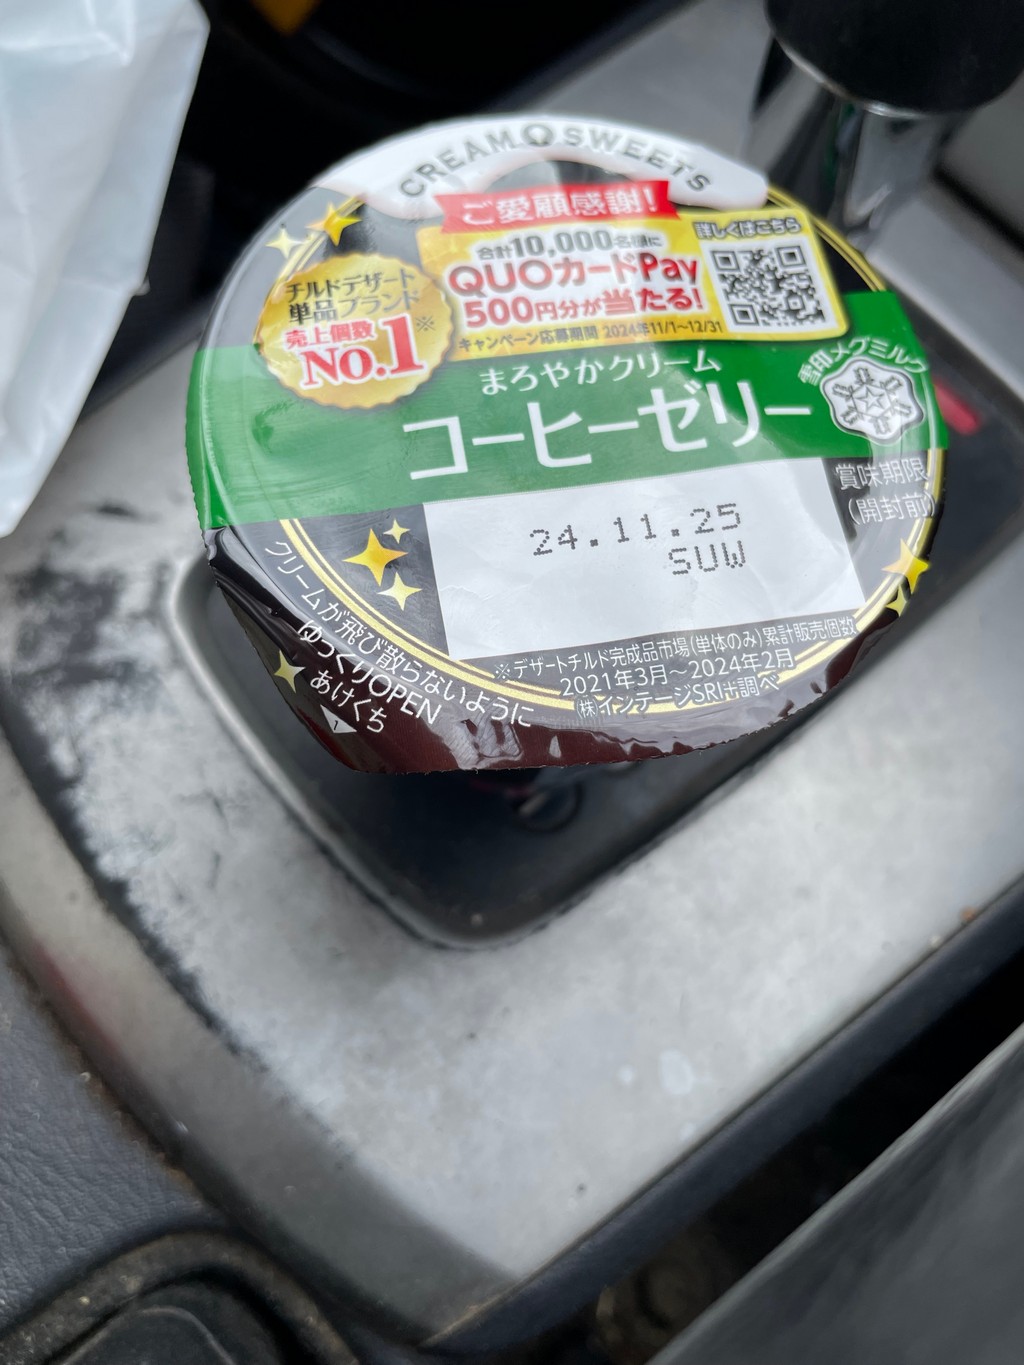 CREAM SWEETS
ご愛顧感謝!
合計10,000名様に
QUOカードPay
500円分が当たる!
キャンペーン応募期間 2024年11/1~12/31
詳しくはこちら
チルドデザート
単品ブランド
売上個数
NO.1※
まろやかクリーム
コーヒーゼリー
雪印メグミルク
賞味期限
(開封前)
24.11.25
SUW
※デザートチルド完成品市場(単体のみ)累計販売個数
2021年3月~2024年2月
(株)インテージSRI+調べ
クリームが飛び散らないように
ゆっくりOPEN
あけくち